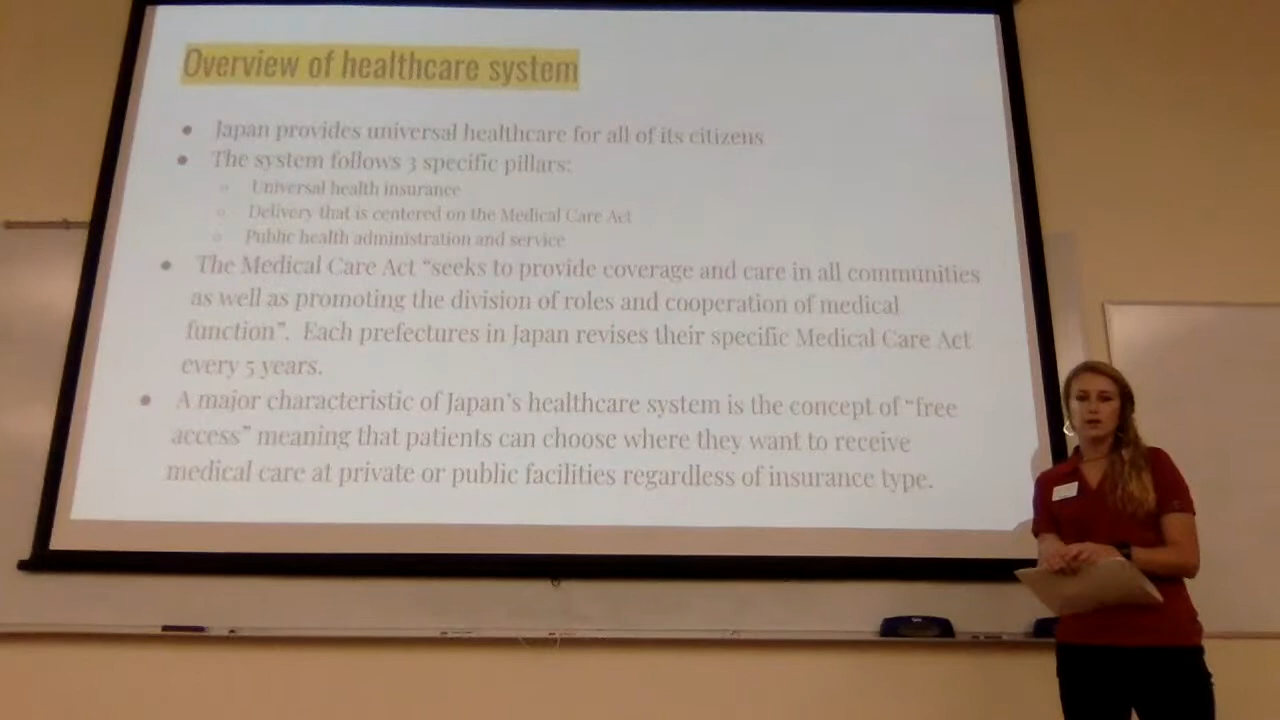 Overview of healthcare system
● Japan provides universal healthcare for all of its citizens
● The system follows 3 specific pillars:
○ Universal health insurance
○ Delivery that is centered on the Medical Care Act
○ Public health administration and service
● The Medical Care Act “seeks to provide coverage and care in all communities
as well as promoting the division of roles and cooperation of medical
function”. Each prefectures in Japan revises their specific Medical Care Act
every 5 years.
● A major characteristic of Japan’s healthcare system is the concept of “free
access” meaning that patients can choose where they want to receive
medical care at private or public facilities regardless of insurance type.